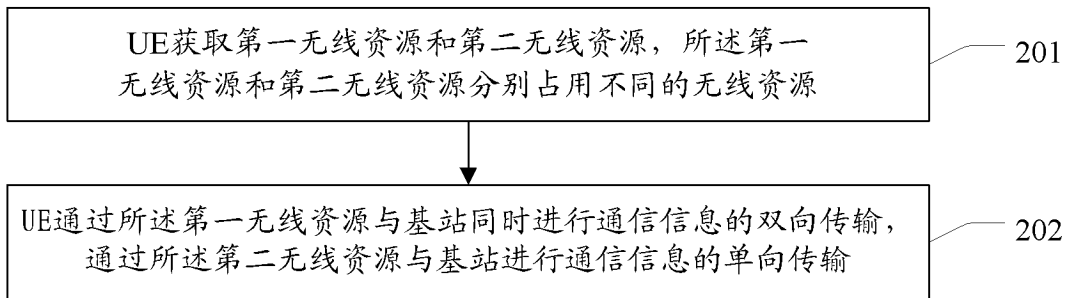 UE获取第一无线资源和第二无线资源，所述第一
无线资源和第二无线资源分别占用不同的无线资源
201
UE通过所述第一无线资源与基站同时进行通信信息的双向传输，
通过所述第二无线资源与基站进行通信信息的单向传输
202